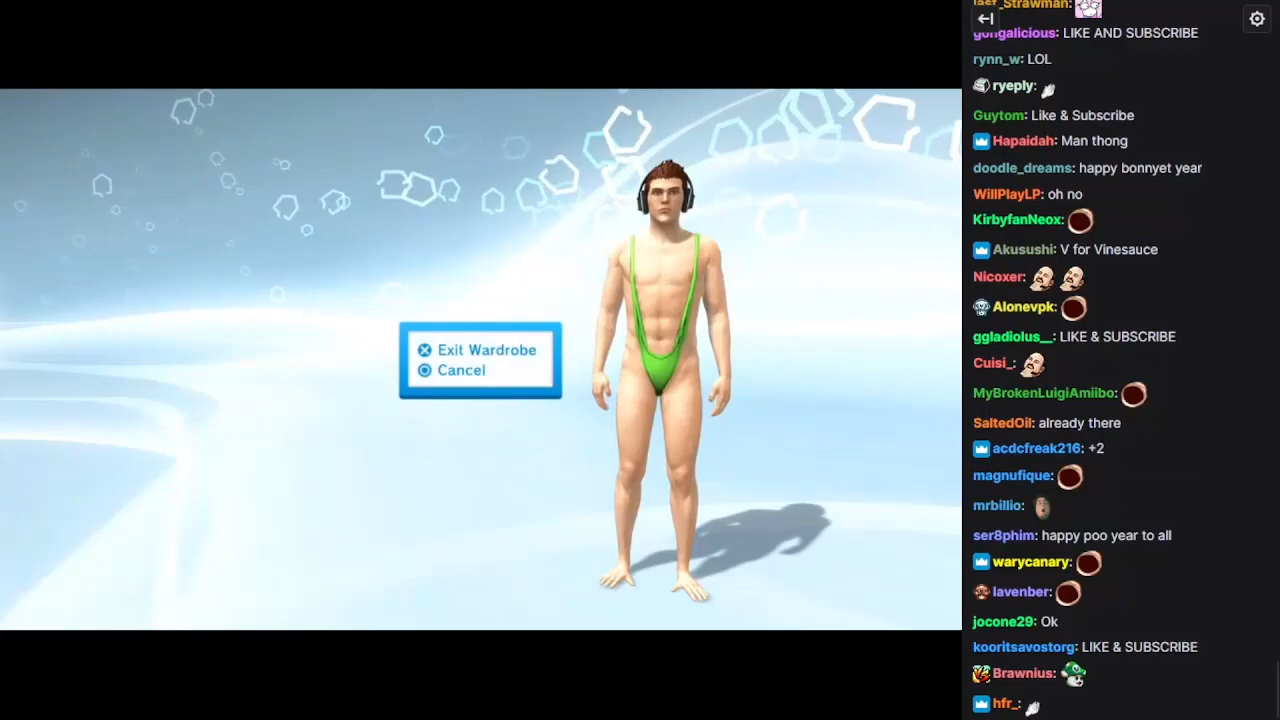 Exit Wardrobe
Cancel
last_Strawman:
gongalicious: LIKE AND SUBSCRIBE
rynn_w: LOL
ryeply:
Guytom: Like & Subscribe
Hapaidah: Man thong
doodle_dreams: happy bonnyet year
WillPlayLP: oh no
KirbyfanNeox:
Akusushi: V for Vinesauce
Nicoxer:
Alonevpk:
ggladiolus__: LIKE & SUBSCRIBE
Cuisi_:
MyBrokenLuigiAmiibo:
SaltedOil: already there
acdcfreak216: +2
magnufique:
mrbillio:
ser8phim: happy poo year to all
warycanary:
lavenber:
jocone29: Ok
kooritsavostorg: LIKE & SUBSCRIBE
Brawnius:
hfr_: